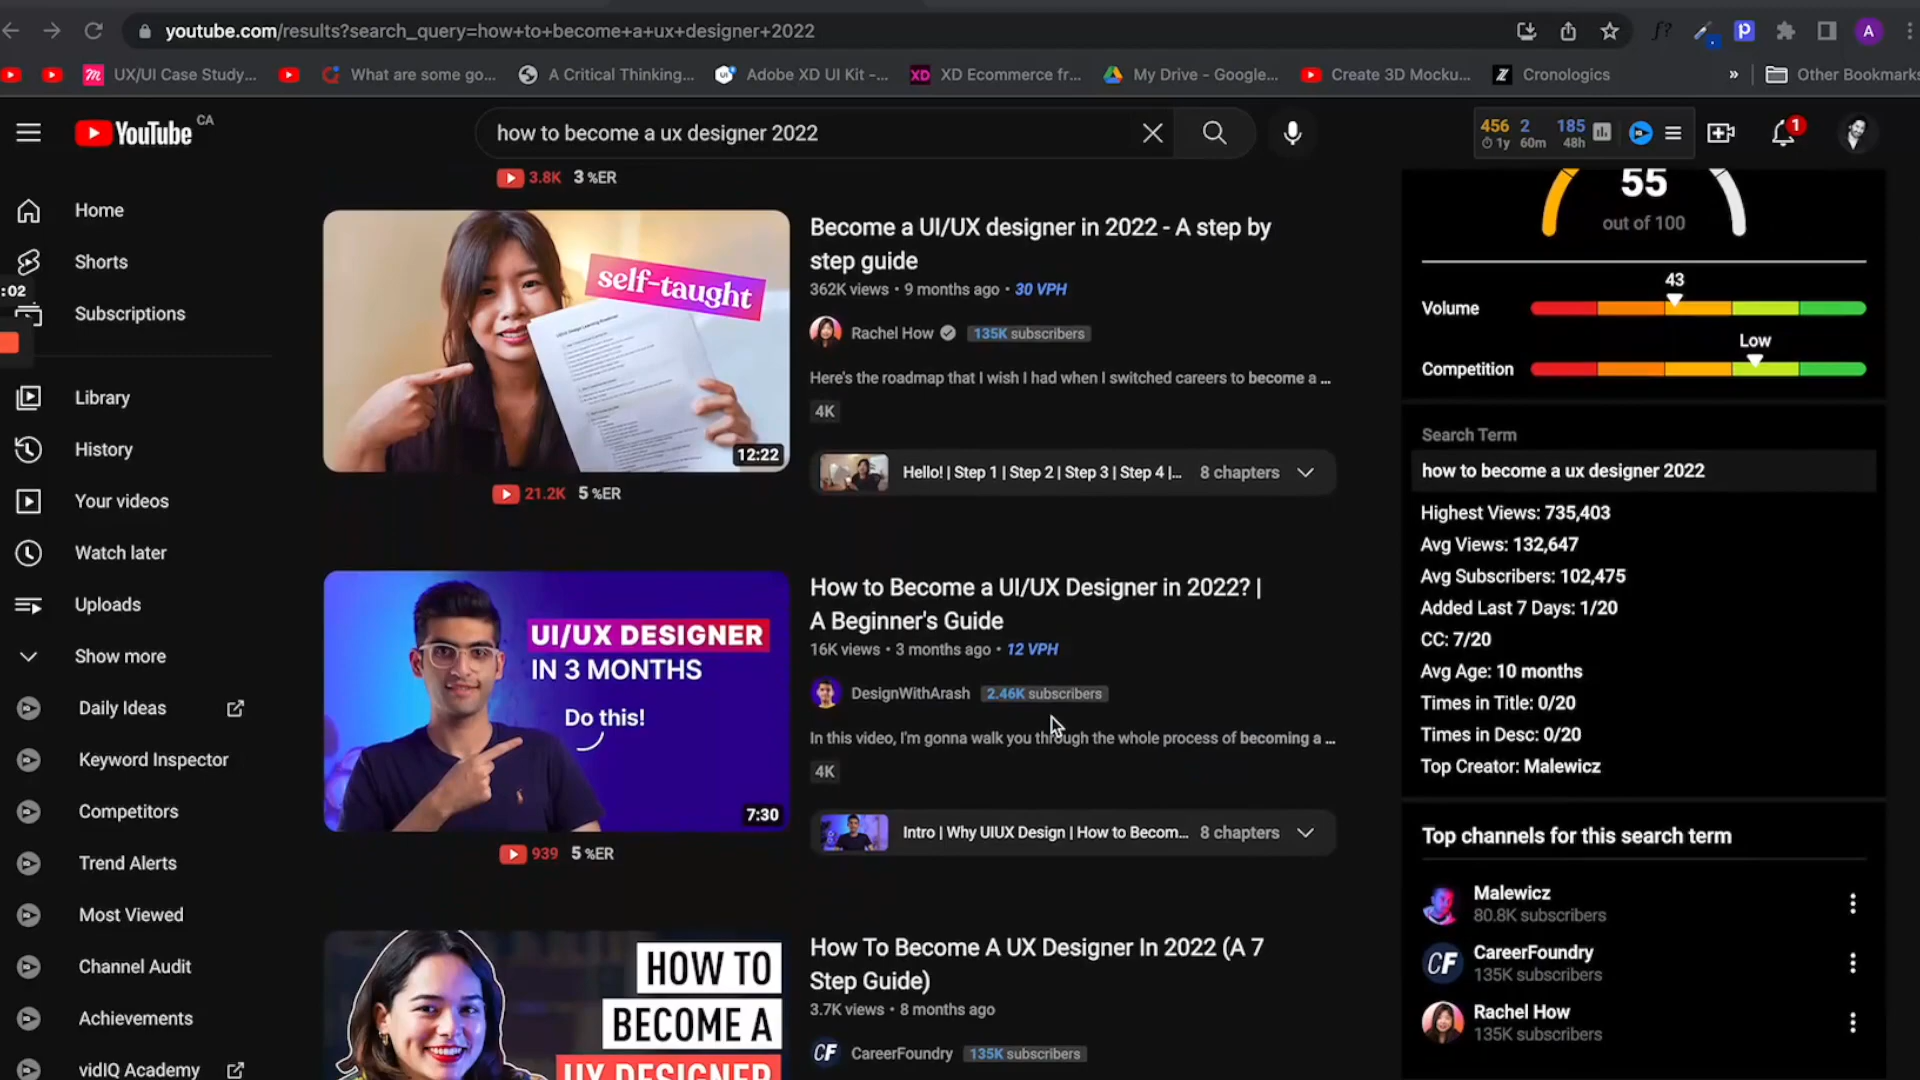 youtube.com/results?search_query=how+to+become+a+ux+designer+2022
UX/UI Case Study...
What are some go...
A Critical Thinking...
Adobe XD UI Kit -...
XD Ecommerce fr...
My Drive - Google...
Create 3D Mocku...
Cronologics
»
Other Bookmarks
YouTube CA
how to become a ux designer 2022
456 2 185
1y 60m 48h
1
Home
Shorts
:02
Subscriptions
Library
History
Your videos
Watch later
Uploads
Show more
Daily Ideas
Keyword Inspector
Competitors
Trend Alerts
Most Viewed
Channel Audit
Achievements
vidIQ Academy
3.8K 3 %ER
self-taught
12:22
21.2K 5 %ER
Become a UI/UX designer in 2022 - A step by
step guide
362K views • 9 months ago • 30 VPH
Rachel How 135K subscribers
Here's the roadmap that I wish I had when I switched careers to become a ...
4K
Hello! | Step 1 | Step 2 | Step 3 | Step 4 |... 8 chapters
UI/UX DESIGNER
IN 3 MONTHS
Do this!
7:30
939 5 %ER
How to Become a UI/UX Designer in 2022? |
A Beginner's Guide
16K views • 3 months ago • 12 VPH
DesignWithArash 2.46K subscribers
In this video, I'm gonna walk you through the whole process of becoming a ...
4K
Intro | Why UIUX Design | How to Becom... 8 chapters
HOW TO
BECOME A
UX DESIGNER
How To Become A UX Designer In 2022 (A 7
Step Guide)
3.7K views • 8 months ago
CF CareerFoundry 135K subscribers
55
out of 100
43
Volume
Low
Competition
Search Term
how to become a ux designer 2022
Highest Views: 735,403
Avg Views: 132,647
Avg Subscribers: 102,475
Added Last 7 Days: 1/20
CC: 7/20
Avg Age: 10 months
Times in Title: 0/20
Times in Desc: 0/20
Top Creator: Malewicz
Top channels for this search term
Malewicz
80.8K subscribers
CF
CareerFoundry
135K subscribers
Rachel How
135K subscribers